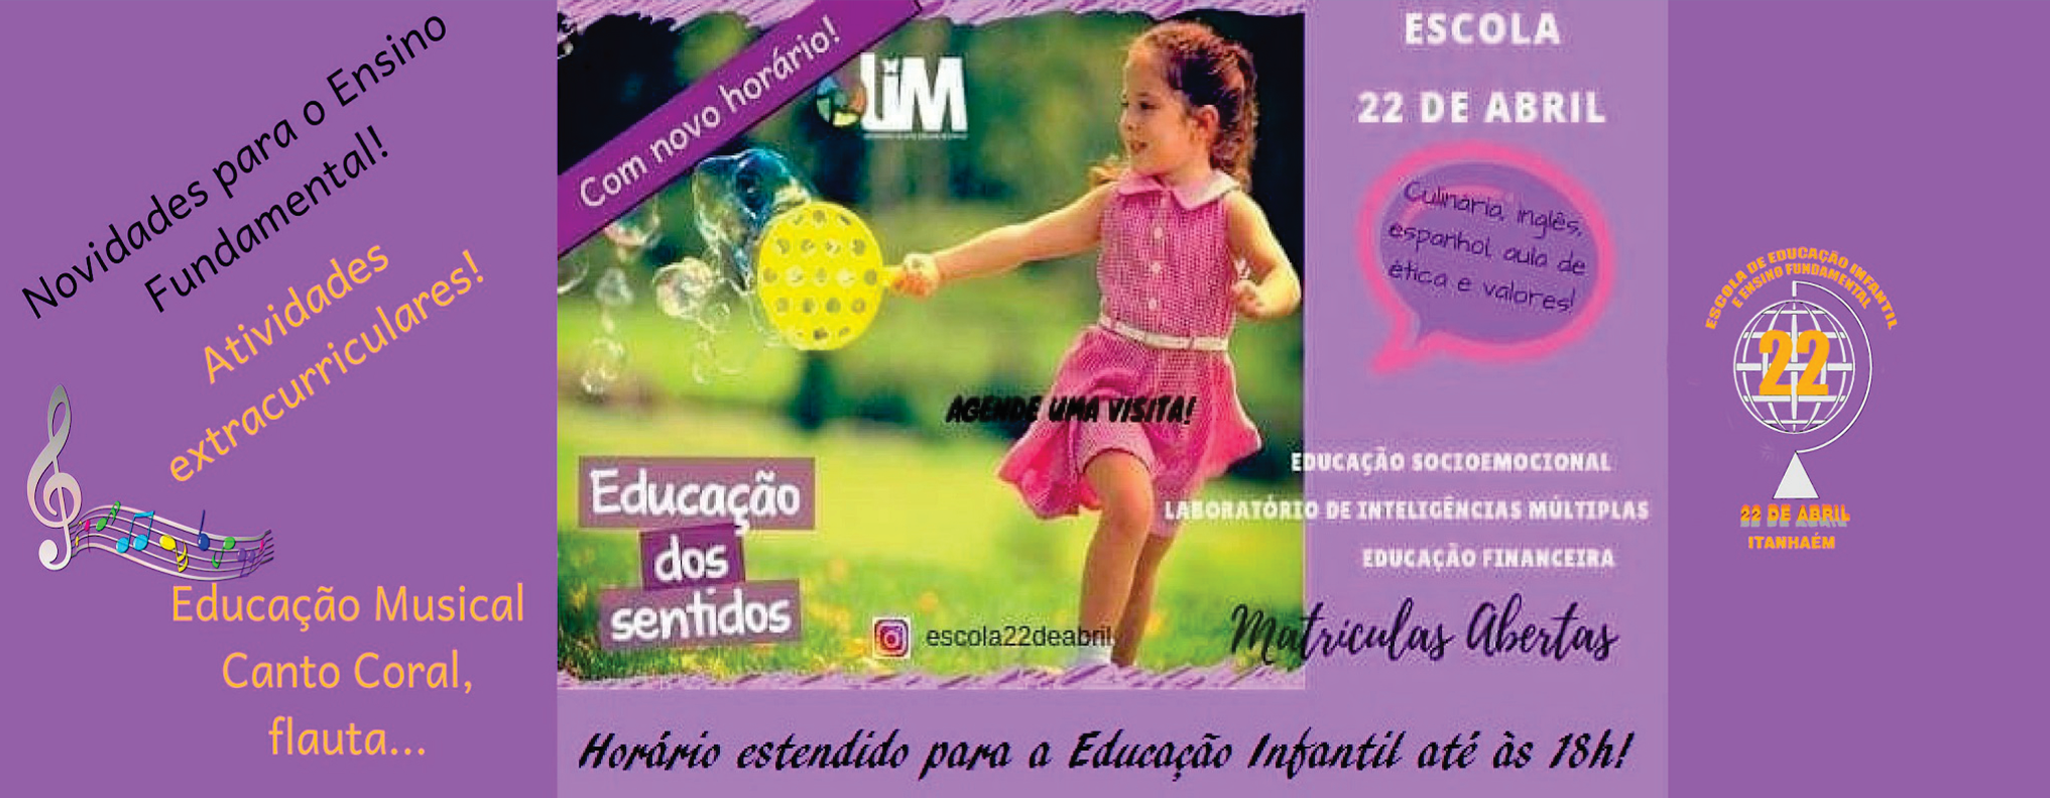 Novidades para o Ensino
Fundamental!
Atividades
extracurriculares!
Educação Musical
Canto Coral,
flauta...
Com novo horário!
LiM
AGENDE UMA VISITA!
Educação
dos
sentidos
escola22deabril
ESCOLA
22 DE ABRIL
Culinária, inglês,
espanhol, aula de
ética e valores!
EDUCAÇÃO SOCIOEMOCIONAL
LABORATÓRIO DE INTELIGÊNCIAS MÚLTIPLAS
EDUCAÇÃO FINANCEIRA
Matrículas Abertas
Horário estendido para a Educação Infantil até às 18h!
ESCOLA DE EDUCAÇÃO INFANTIL
E ENSINO FUNDAMENTAL
22
22 DE ABRIL
ITANHAÉM